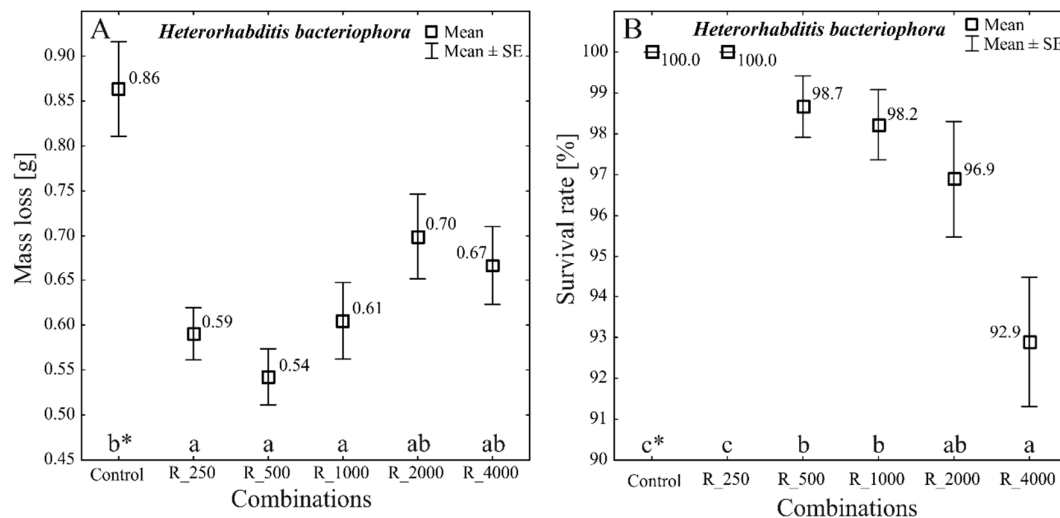 A
Heterorhabditis bacteriophora
Mean
Mean ± SE
Mass loss [g]
0.90
0.85
0.80
0.75
0.70
0.65
0.60
0.55
0.50
0.45
0.86
0.59
0.54
0.61
0.70
0.67
b* a a a ab ab
Control R_250 R_500 R_1000 R_2000 R_4000
Combinations
B
Heterorhabditis bacteriophora
Mean
Mean ± SE
Survival rate [%]
100
99
98
97
96
95
94
93
92
91
90
100.0
100.0
98.7
98.2
96.9
92.9
c* c b b ab a
Control R_250 R_500 R_1000 R_2000 R_4000
Combinations